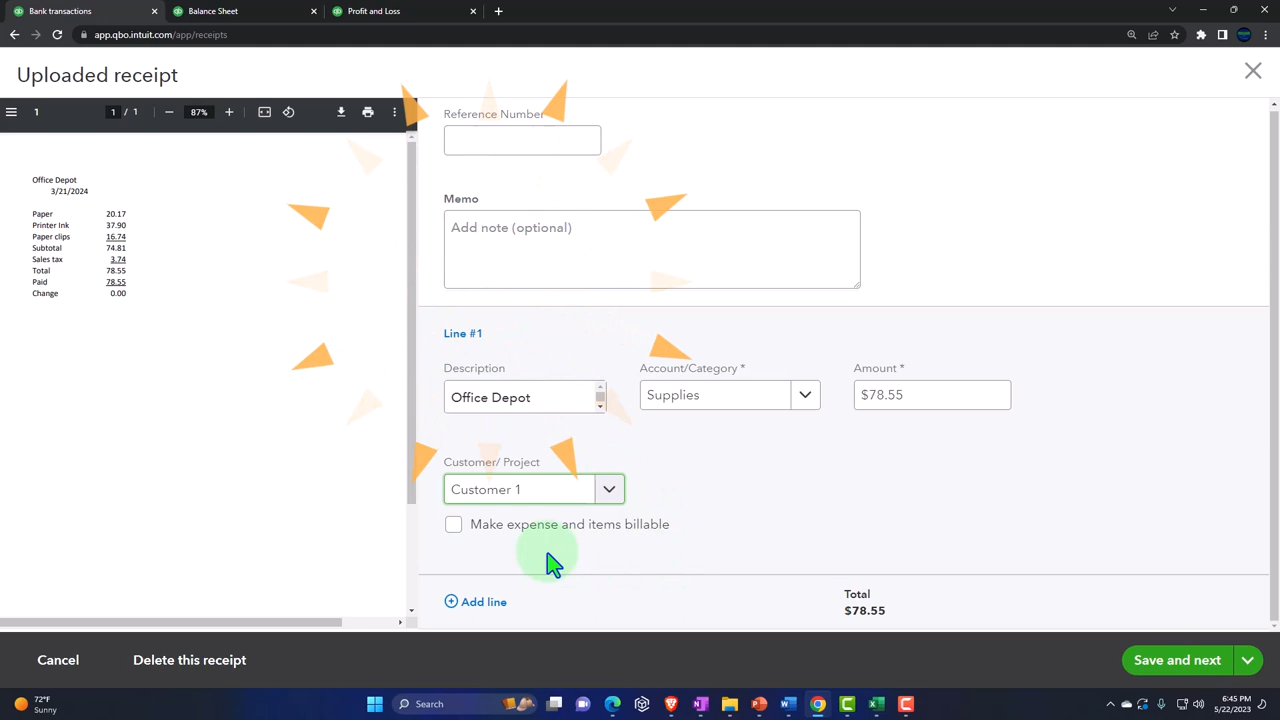 Bank transactions
Balance Sheet
Profit and Loss
app.qbo.intuit.com/app/receipts
Uploaded receipt
1
1 / 1
87%
Office Depot
3/21/2024
Paper 20.17
Printer Ink 37.90
Paper clips 16.74
Subtotal 74.81
Sales tax 3.74
Total 78.55
Paid 78.55
Change 0.00
Reference Number
Memo
Add note (optional)
Line #1
Description
Account/Category *
Amount *
Office Depot
Supplies
$78.55
Customer/ Project
Customer 1
Make expense and items billable
Add line
Total
$78.55
Cancel
Delete this receipt
Save and next
72°F
Sunny
Search
6:45 PM
5/22/2023